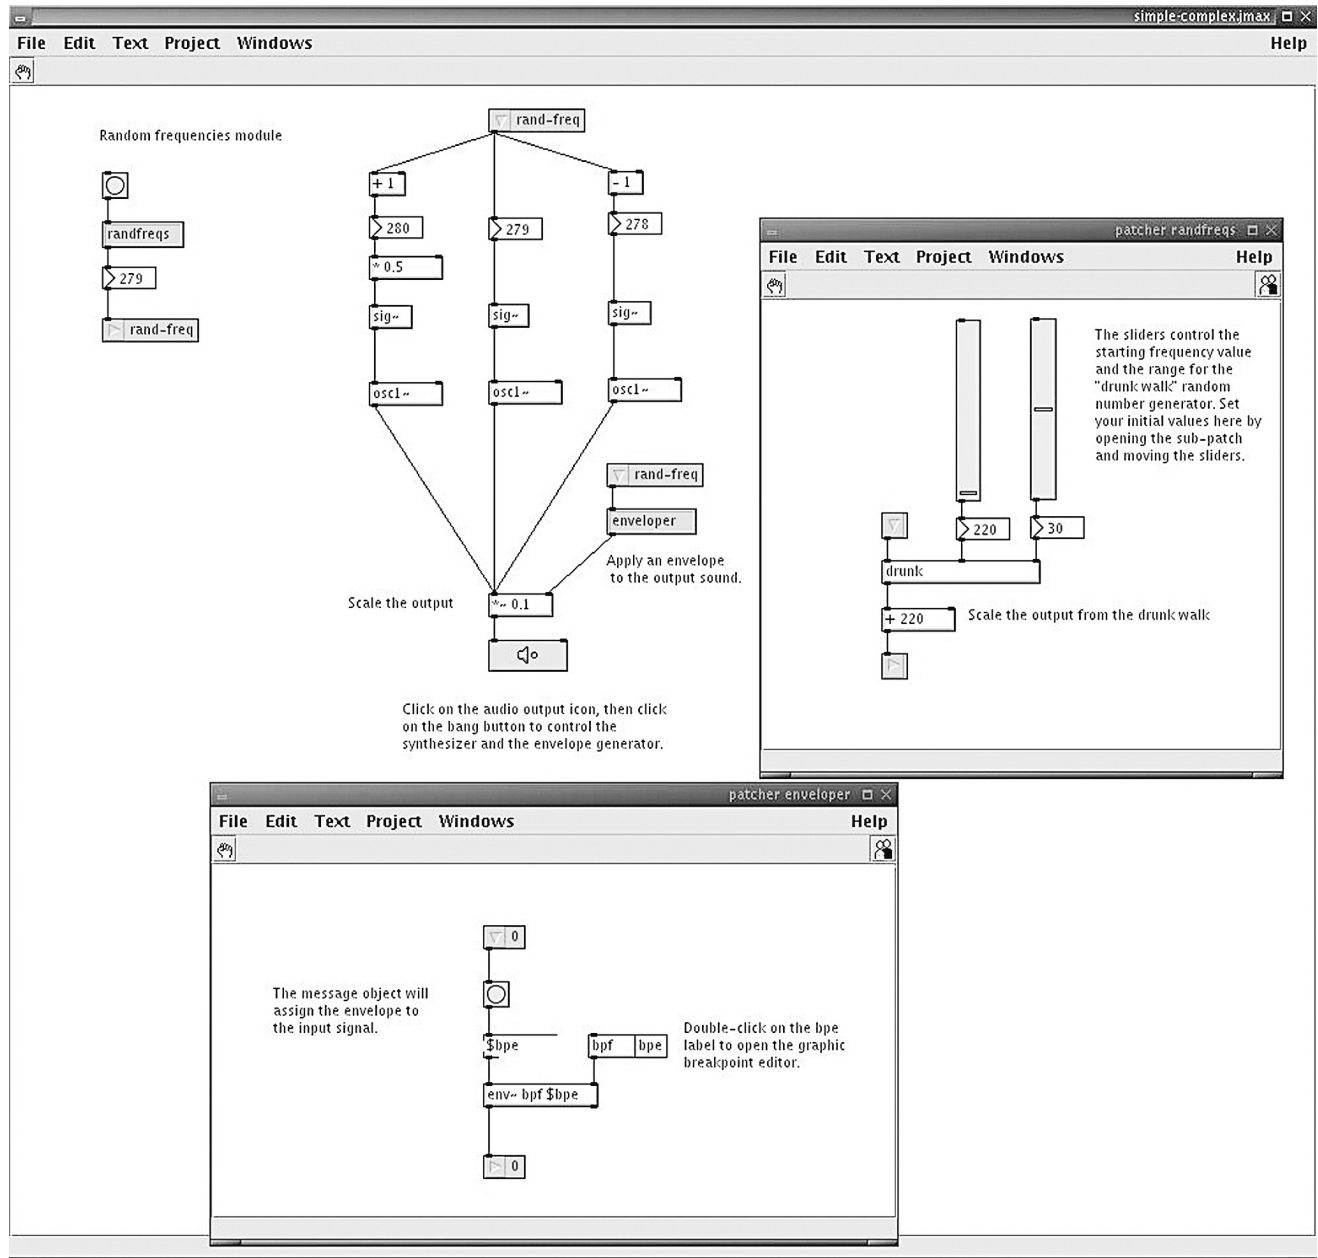 simple-complex.jmax
File Edit Text Project Windows Help
Random frequencies module
rand-freq
+ 1
- 1
randfreqs
280
279
278
279
* 0.5
rand-freq
sig~
sig~
sig~
osc1~
osc1~
osc1~
rand-freq
enveloper
Apply an envelope
to the output sound.
Scale the output
*~ 0.1
Click on the audio output icon, then click
on the bang button to control the
synthesizer and the envelope generator.
patcher randfreqs
File Edit Text Project Windows Help
The sliders control the
starting frequency value
and the range for the
"drunk walk" random
number generator. Set
your initial values here by
opening the sub-patch
and moving the sliders.
220
30
drunk
+ 220
Scale the output from the drunk walk
patcher enveloper
File Edit Text Project Windows Help
0
The message object will
assign the envelope to
the input signal.
$bpe
bpf bpe
Double-click on the bpe
label to open the graphic
breakpoint editor.
env~ bpf $bpe
0